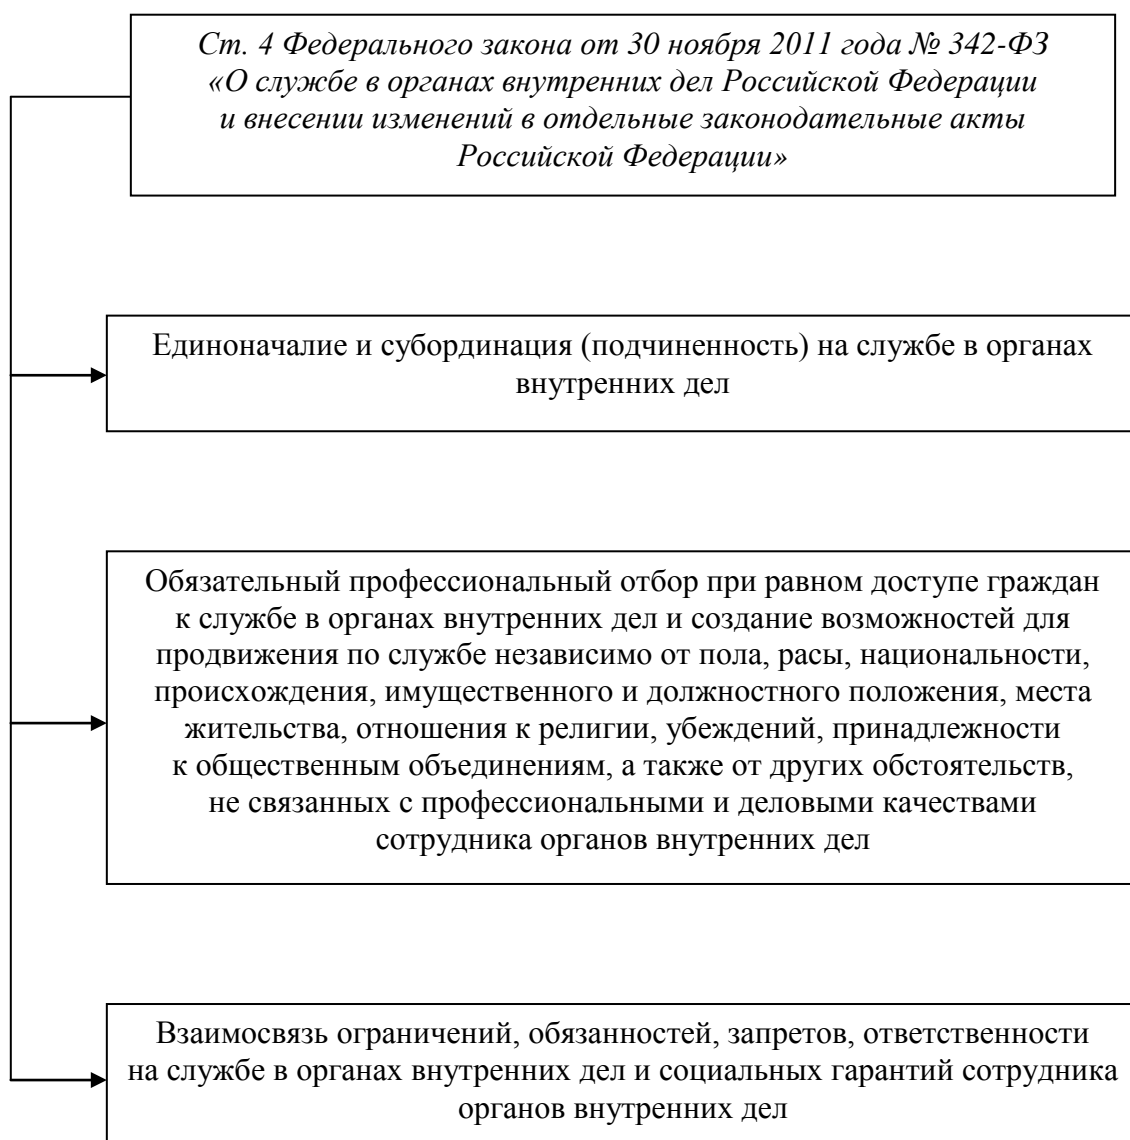 Ст. 4 Федерального закона от 30 ноября 2011 года № 342-ФЗ
«О службе в органах внутренних дел Российской Федерации
и внесении изменений в отдельные законодательные акты
Российской Федерации»
Единоначалие и субординация (подчиненность) на службе в органах
внутренних дел
Обязательный профессиональный отбор при равном доступе граждан
к службе в органах внутренних дел и создание возможностей для
продвижения по службе независимо от пола, расы, национальности,
происхождения, имущественного и должностного положения, места
жительства, отношения к религии, убеждений, принадлежности
к общественным объединениям, а также от других обстоятельств,
не связанных с профессиональными и деловыми качествами
сотрудника органов внутренних дел
Взаимосвязь ограничений, обязанностей, запретов, ответственности
на службе в органах внутренних дел и социальных гарантий сотрудника
органов внутренних дел